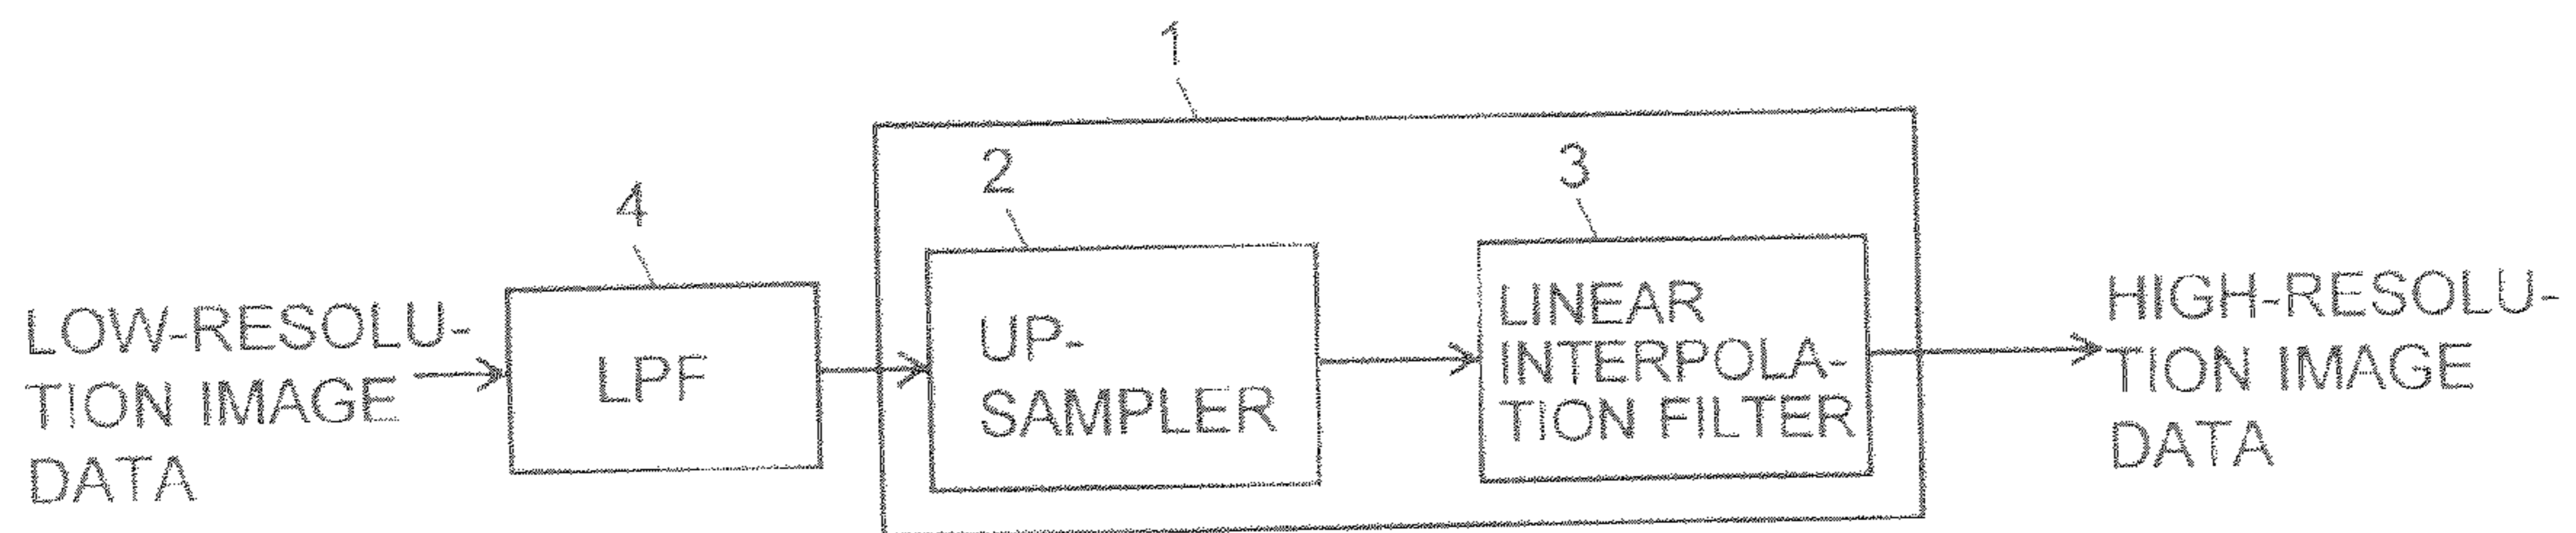 1
2
3
4
LOW-RESOLU-
TION IMAGE
DATA
LPF
UP-
SAMPLER
LINEAR
INTERPOLA-
TION FILTER
HIGH-RESOLU-
TION IMAGE
DATA